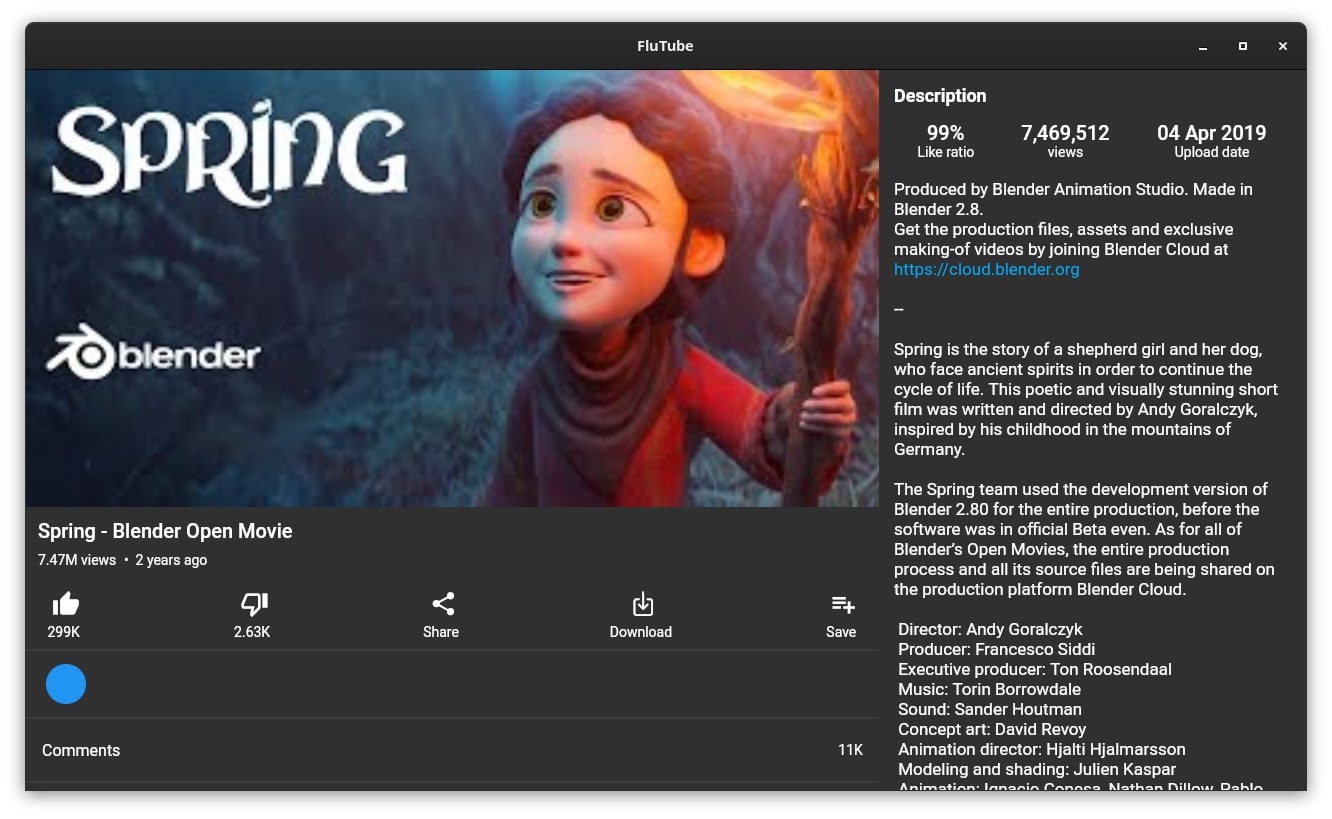 FluTube
SPRING
blender
Spring - Blender Open Movie
7.47M views • 2 years ago
299K
2.63K
Share
Download
Save
Comments
11K
Description
99%
Like ratio
7,469,512
views
04 Apr 2019
Upload date
Produced by Blender Animation Studio. Made in
Blender 2.8.
Get the production files, assets and exclusive
making-of videos by joining Blender Cloud at
https://cloud.blender.org
--
Spring is the story of a shepherd girl and her dog,
who face ancient spirits in order to continue the
cycle of life. This poetic and visually stunning short
film was written and directed by Andy Goralczyk,
inspired by his childhood in the mountains of
Germany.
The Spring team used the development version of
Blender 2.80 for the entire production, before the
software was in official Beta even. As for all of
Blender’s Open Movies, the entire production
process and all its source files are being shared on
the production platform Blender Cloud.
Director: Andy Goralczyk
Producer: Francesco Siddi
Executive producer: Ton Roosendaal
Music: Torin Borrowdale
Sound: Sander Houtman
Concept art: David Revoy
Animation director: Hjalti Hjalmarsson
Modeling and shading: Julien Kaspar
Animation: Ignacio Conesa, Nathan Dillow, Pablo